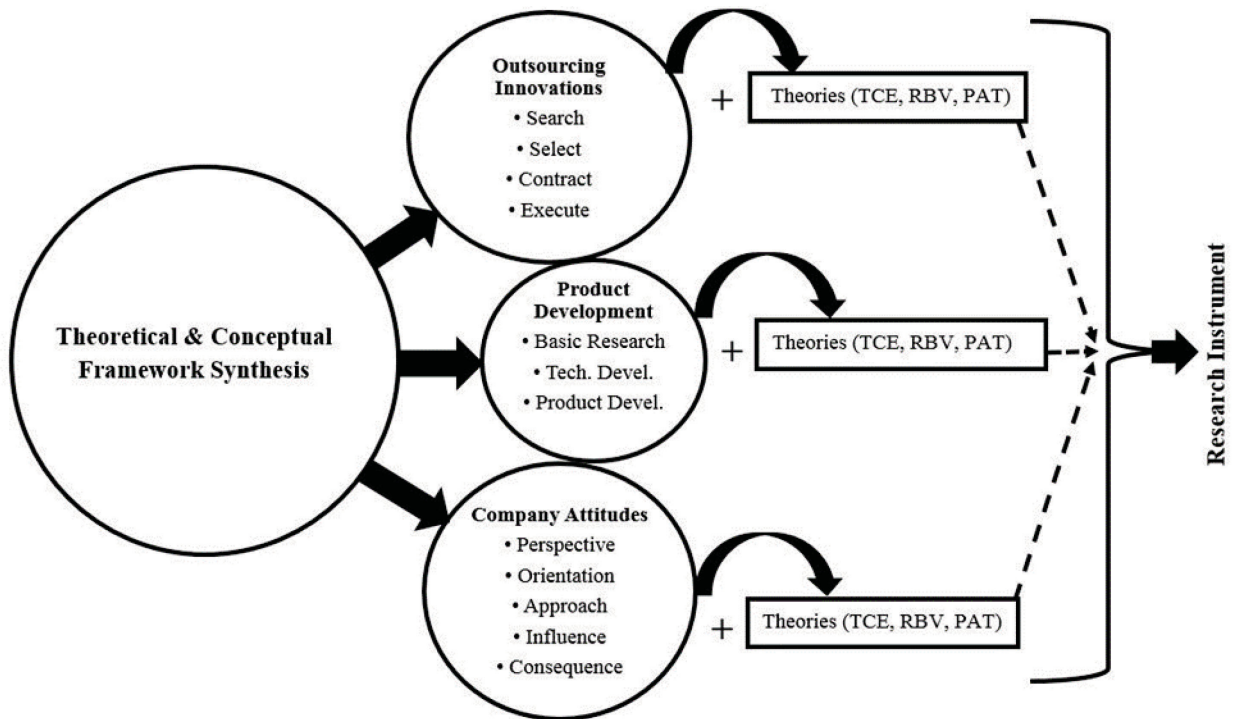 Theoretical & Conceptual
Framework Synthesis
Outsourcing
Innovations
• Search
• Select
• Contract
• Execute
+
Theories (TCE, RBV, PAT)
Product
Development
• Basic Research
• Tech. Devel.
• Product Devel.
+
Theories (TCE, RBV, PAT)
Company Attitudes
• Perspective
• Orientation
• Approach
• Influence
• Consequence
+
Theories (TCE, RBV, PAT)
Research Instrument